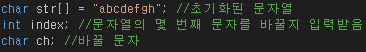 char str[] = "abcdefgh"; //초기화된 문자열
int index; //문자열의 몇 번째 문자를 바꿀지 입력받음
char ch; //바꿀 문자